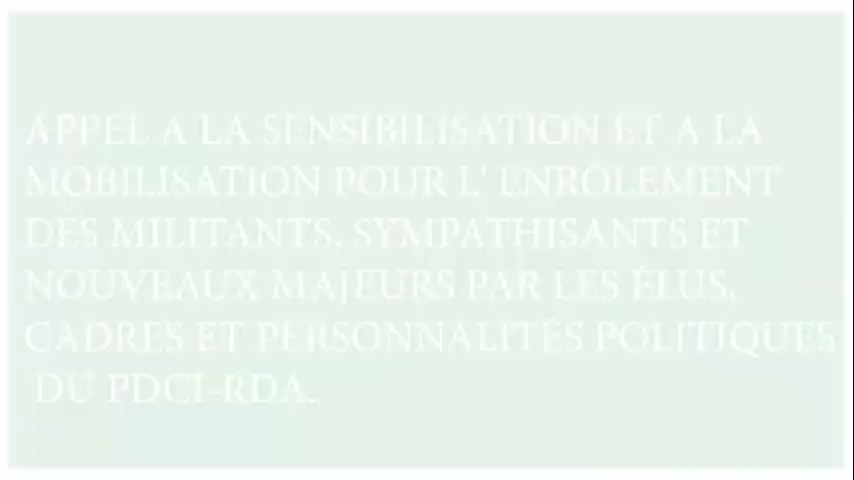 APPEL A LA SENSIBILISATION ET A LA
MOBILISATION POUR L' ENRÔLEMENT
DES MILITANTS, SYMPATHISANTS ET
NOUVEAUX MAJEURS PAR LES ÉLUS,
CADRES ET PERSONNALITÉS POLITIQUES
DU PDCI-RDA.